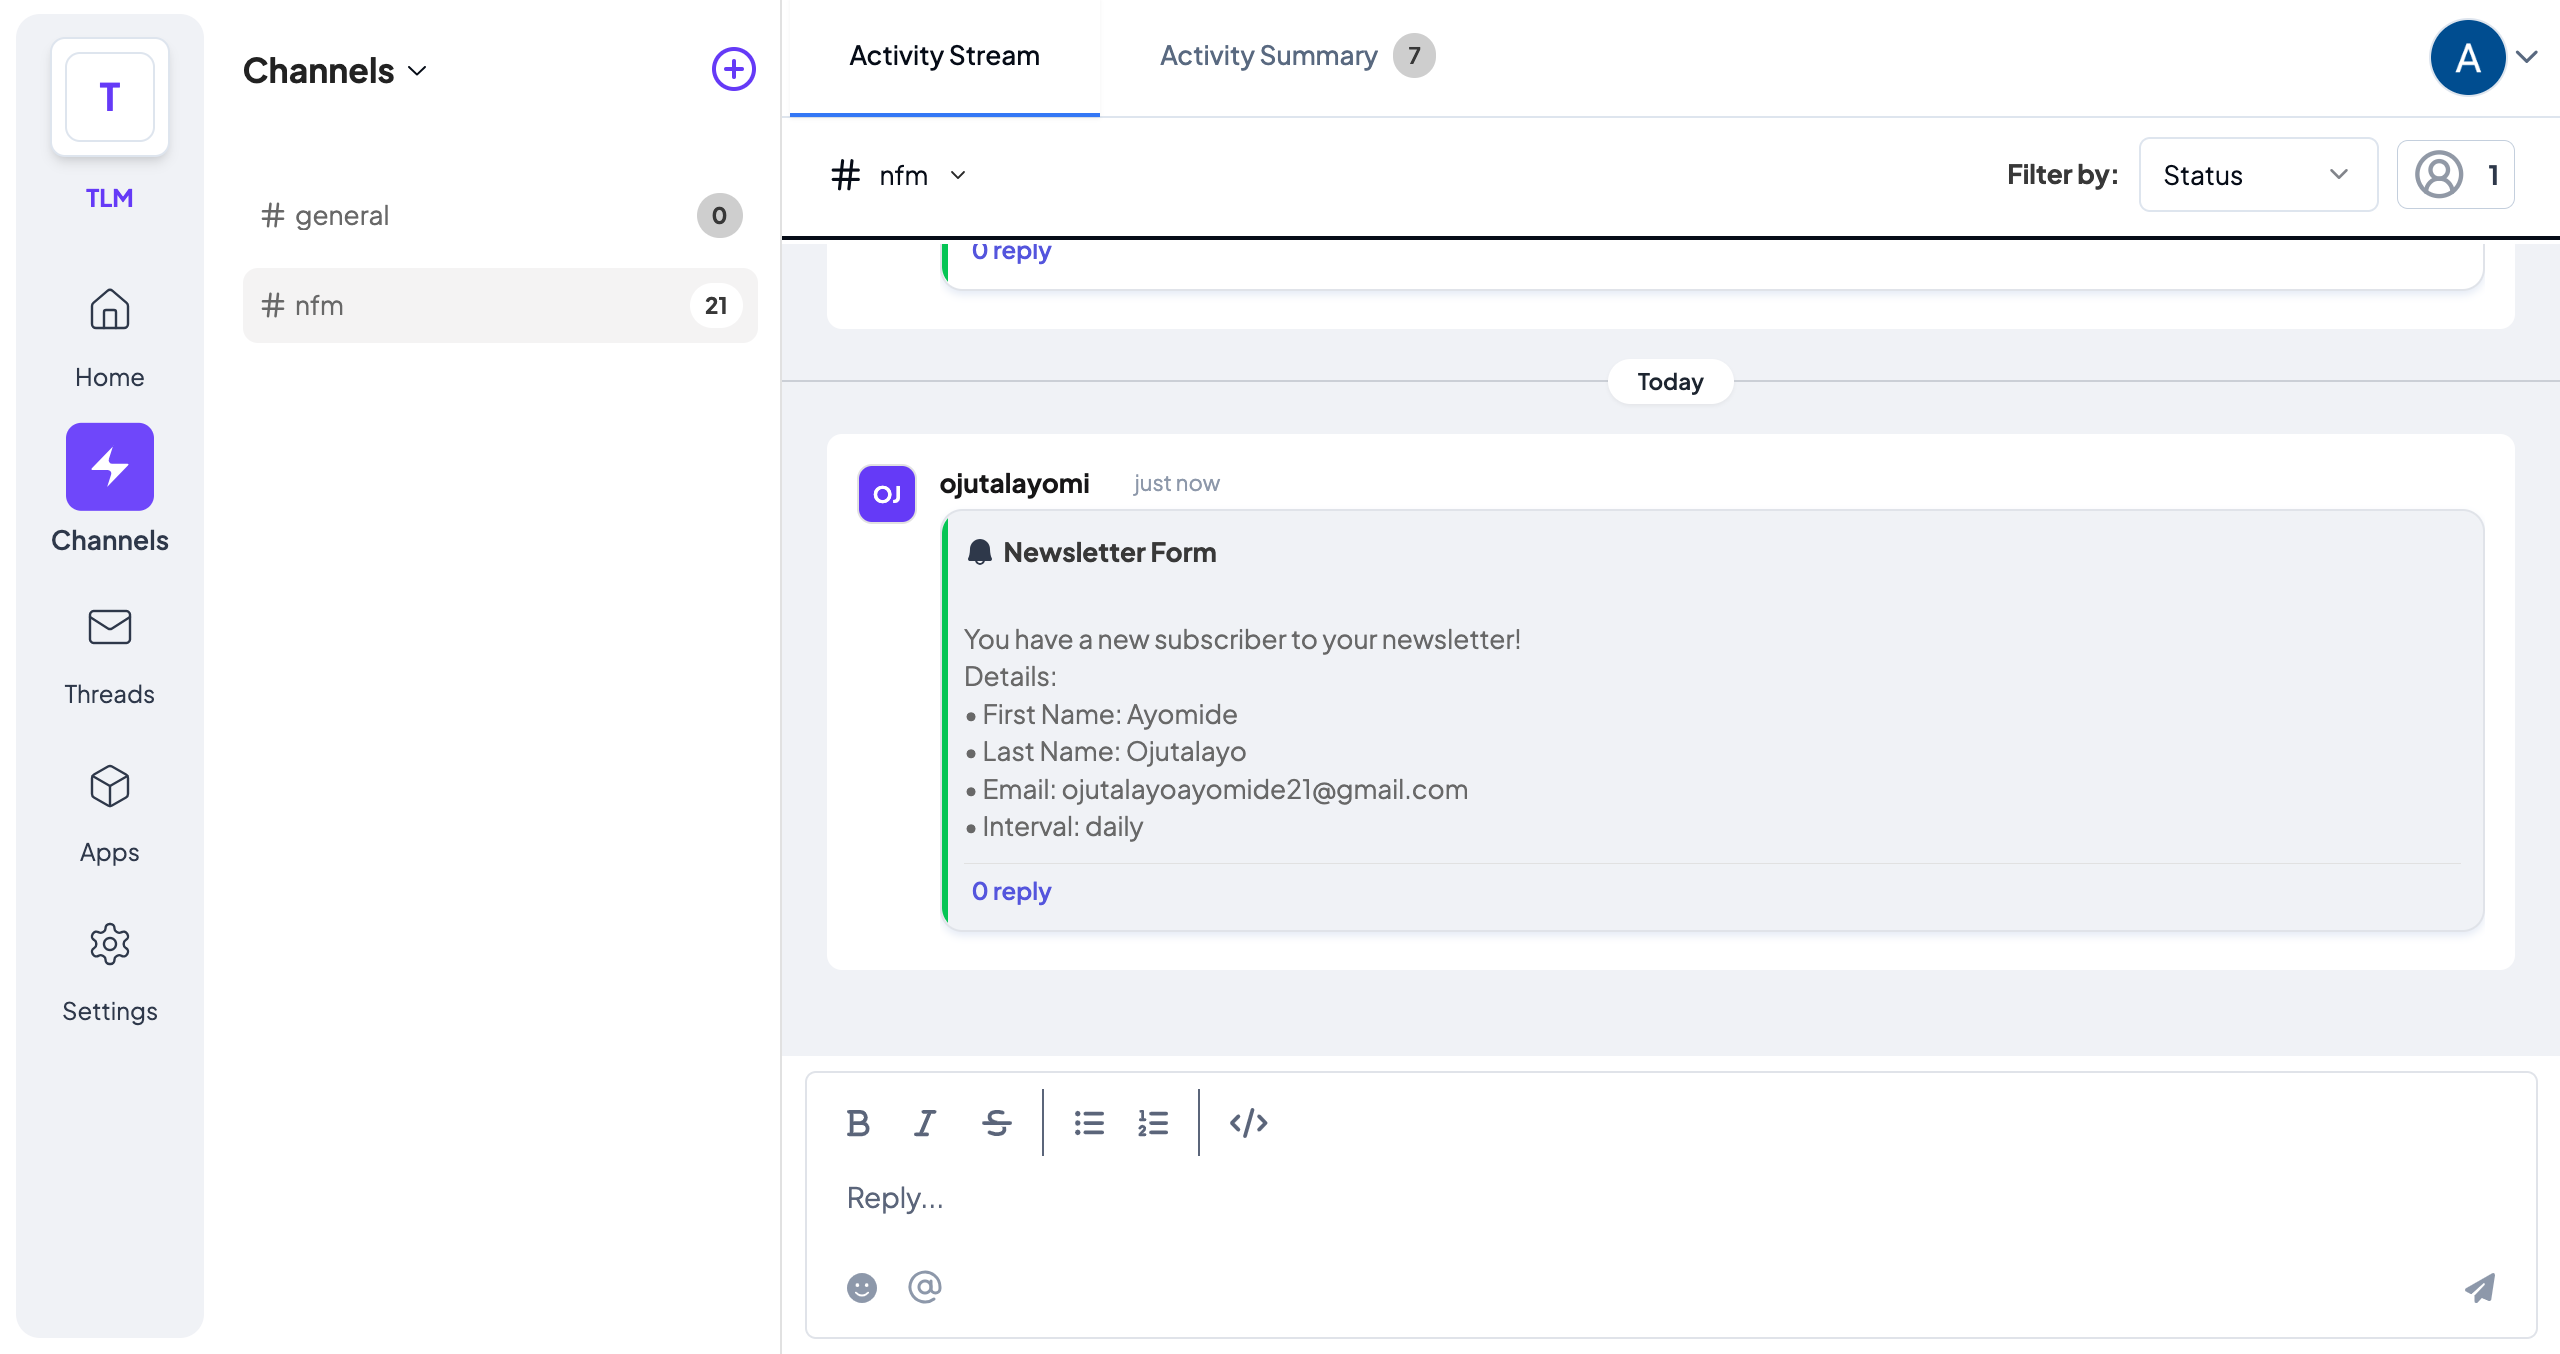 T
TLM
Home
Channels
Threads
Apps
Settings
Channels
# general 0
# nfm 21
Activity Stream
Activity Summary 7
A
# nfm
Filter by: Status 1
0 reply
Today
OJ ojutalayomi just now
Newsletter Form
You have a new subscriber to your newsletter!
Details:
• First Name: Ayomide
• Last Name: Ojutalayo
• Email: ojutalayoayomide21@gmail.com
• Interval: daily
0 reply
Reply...